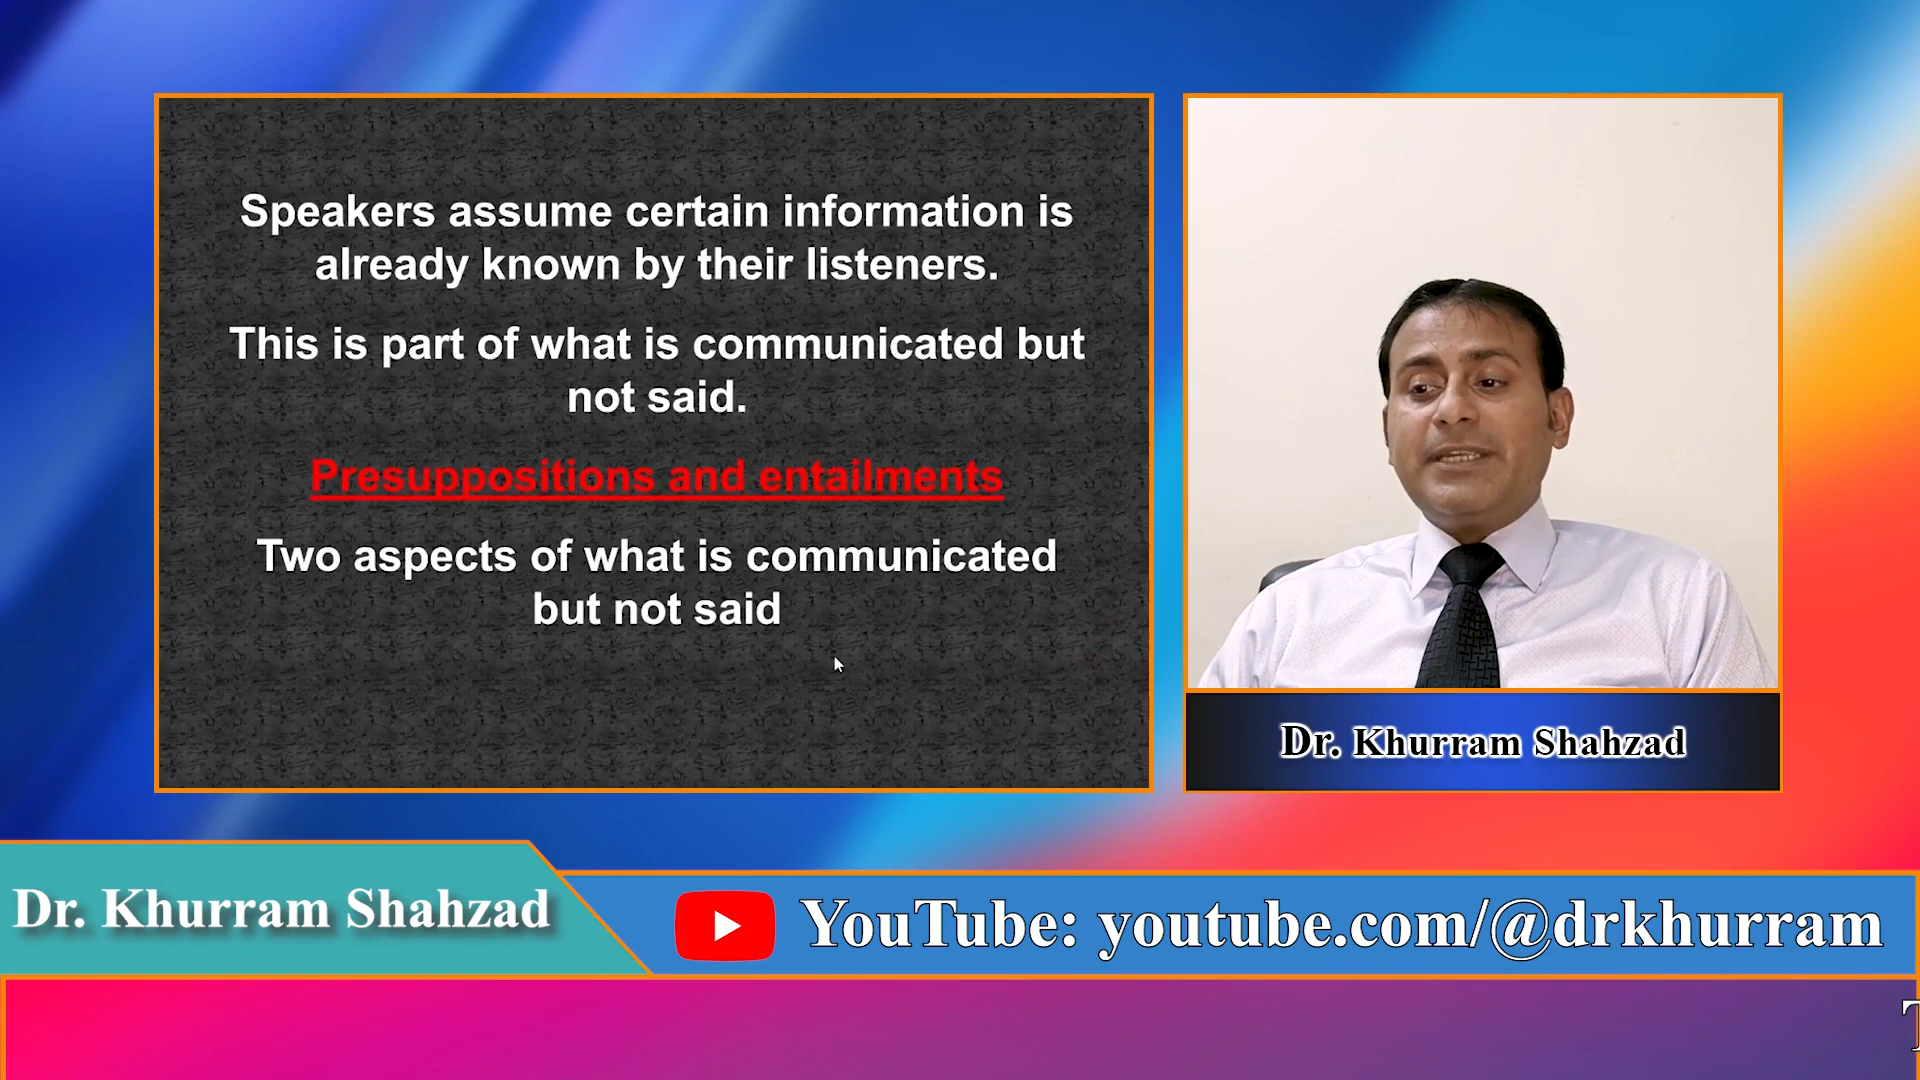 Speakers assume certain information is
already known by their listeners.
This is part of what is communicated but
not said.
Presuppositions and entailments
Two aspects of what is communicated
but not said
Dr. Khurram Shahzad
Dr. Khurram Shahzad
YouTube: youtube.com/@drkhurram